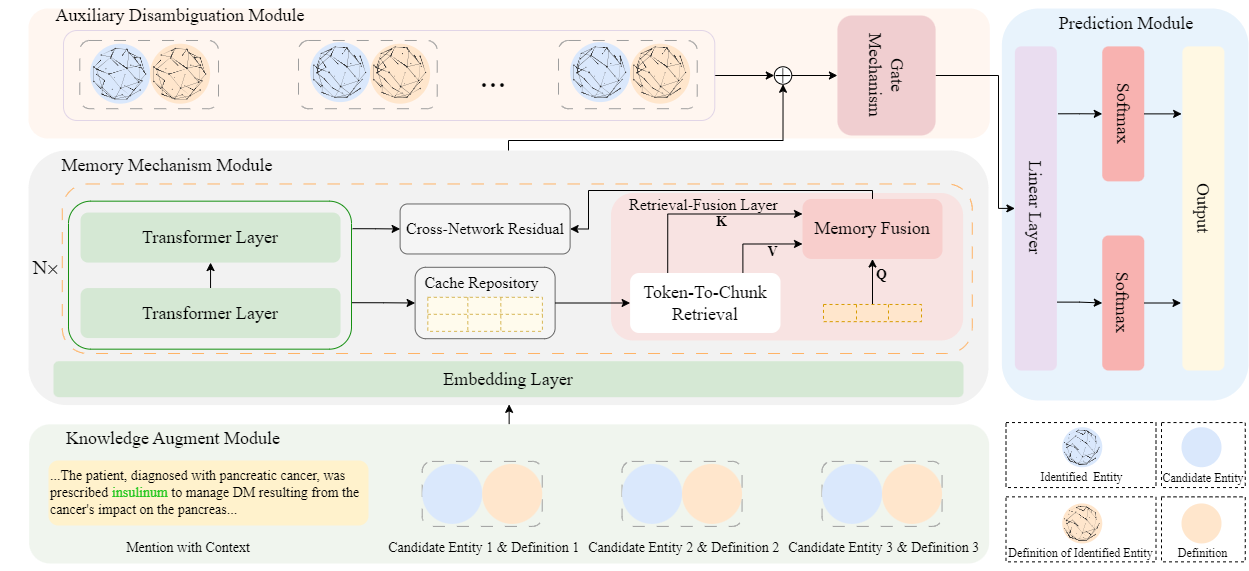 Auxiliary Disambiguation Module
...
Gate
Mechanism
Prediction Module
Linear Layer
Softmax
Softmax
Output
Memory Mechanism Module
N×
Transformer Layer
Transformer Layer
Cross-Network Residual
Cache Repository
Retrieval-Fusion Layer
K
V
Q
Memory Fusion
Token-To-Chunk
Retrieval
Embedding Layer
Knowledge Augment Module
...The patient, diagnosed with pancreatic cancer, was
prescribed insulinum to manage DM resulting from the
cancer's impact on the pancreas...
Mention with Context
Candidate Entity 1 & Definition 1
Candidate Entity 2 & Definition 2
Candidate Entity 3 & Definition 3
Identified Entity
Candidate Entity
Definition of Identified Entity
Definition